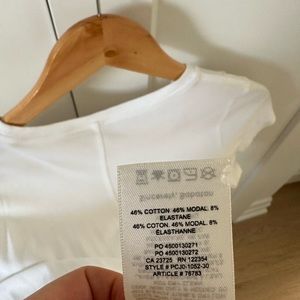 46% COTTON. 46% MODAL. 8%
ELASTANE
46% COTON. 46% MODAL. 8%
ÉLASTHANNE
PO 4500130271
PO 4500130272
CA 23725 RN 122354
STYLE # PCJ0-1052-30
ARTICLE # 76783